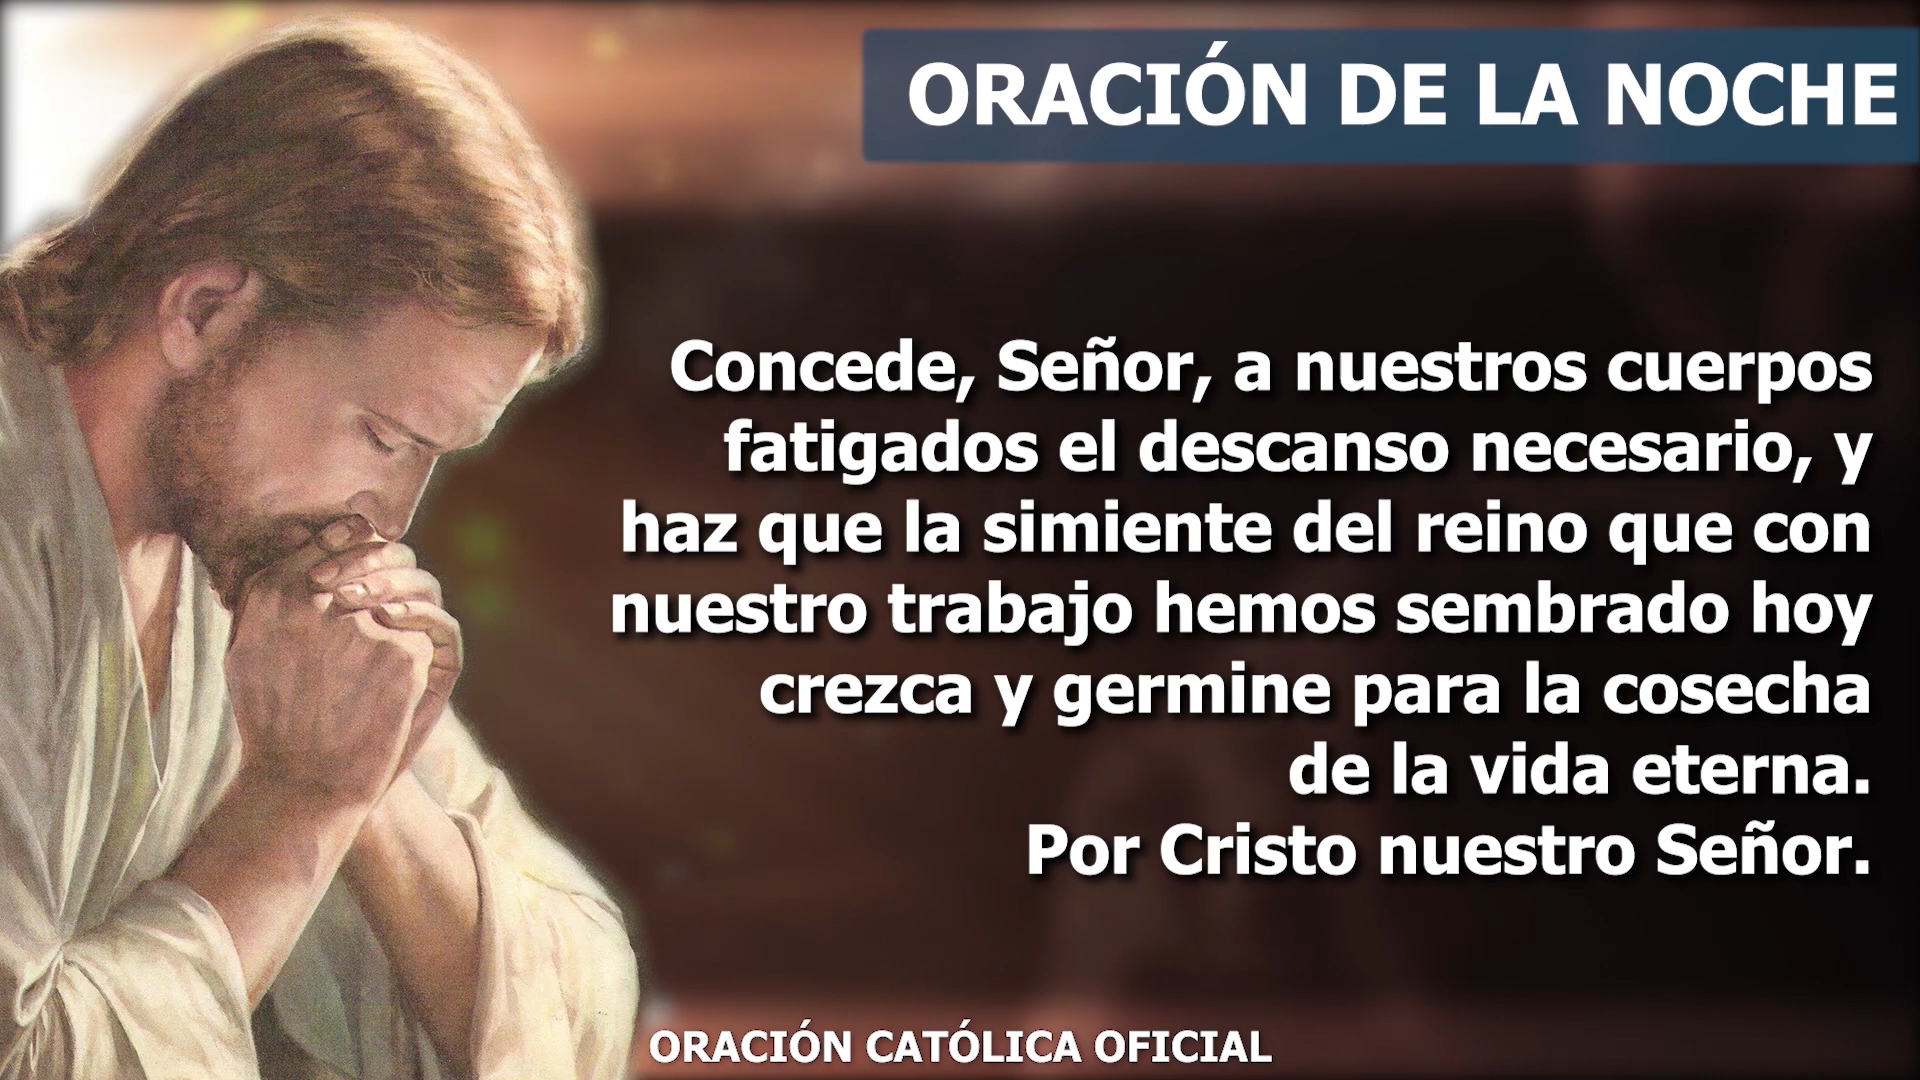 ORACIÓN DE LA NOCHE
Concede, Señor, a nuestros cuerpos
fatigados el descanso necesario, y
haz que la simiente del reino que con
nuestro trabajo hemos sembrado hoy
crezca y germine para la cosecha
de la vida eterna.
Por Cristo nuestro Señor.
ORACIÓN CATÓLICA OFICIAL